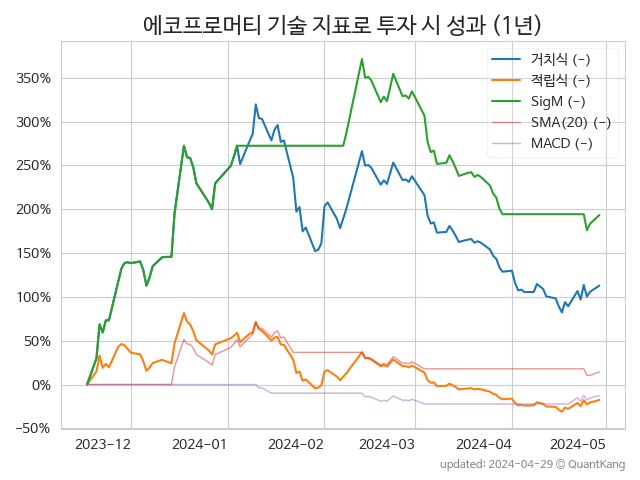 에코프로머티 기술 지표로 투자 시 성과 (1년)
거치식 (-)
적립식 (-)
SigM (-)
SMA(20) (-)
MACD (-)
350%
300%
250%
200%
150%
100%
50%
0%
−50%
2023-12
2024-01
2024-02
2024-03
2024-04
2024-05
updated: 2024-04-29 © QuantKang